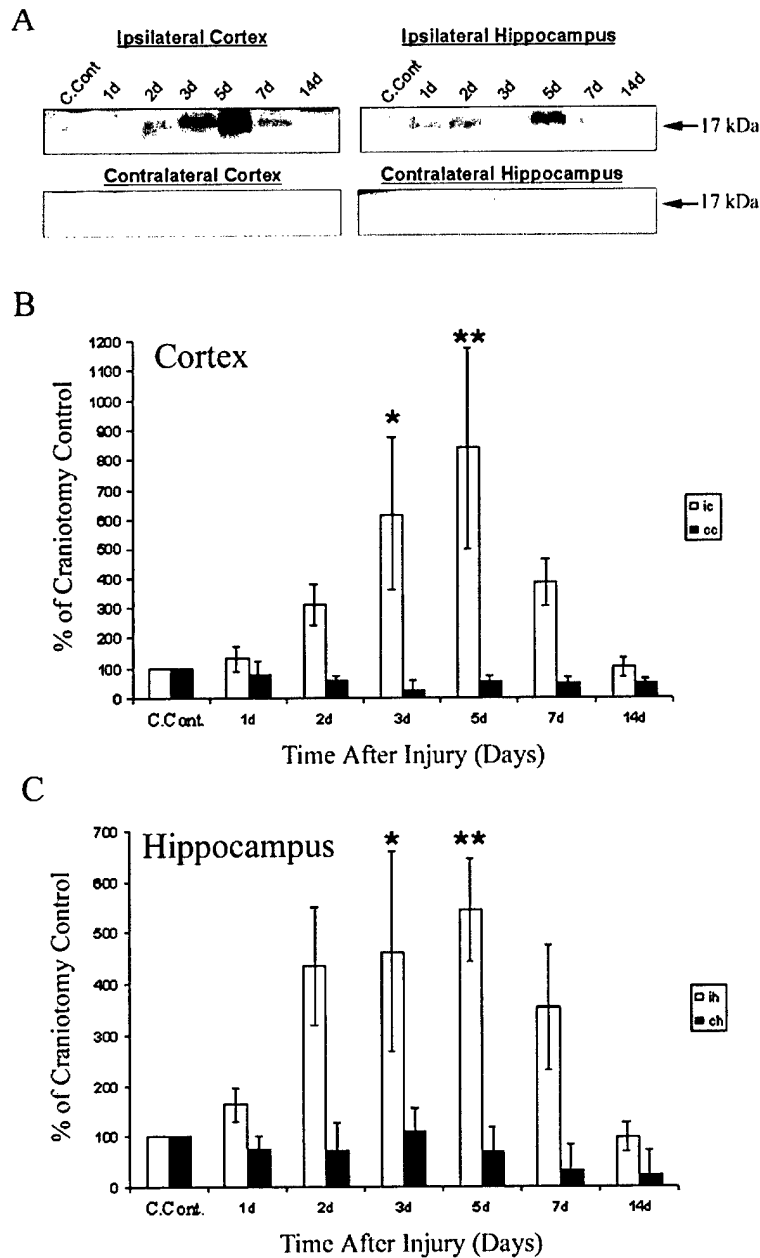 A
Ipsilateral Cortex
Ipsilateral Hippocampus
C.Cont 1d 2d 3d 5d 7d 14d
C.Cont 1d 2d 3d 5d 7d 14d
17 kDa
Contralateral Cortex
Contralateral Hippocampus
17 kDa
B
Cortex
% of Craniotomy Control
1200
1100
1000
900
800
700
600
500
400
300
200
100
0
*
**
ic
cc
C.Cont. 1d 2d 3d 5d 7d 14d
Time After Injury (Days)
C
Hippocampus
% of Craniotomy Control
700
600
500
400
300
200
100
0
*
**
ih
ch
C.Cont. 1d 2d 3d 5d 7d 14d
Time After Injury (Days)